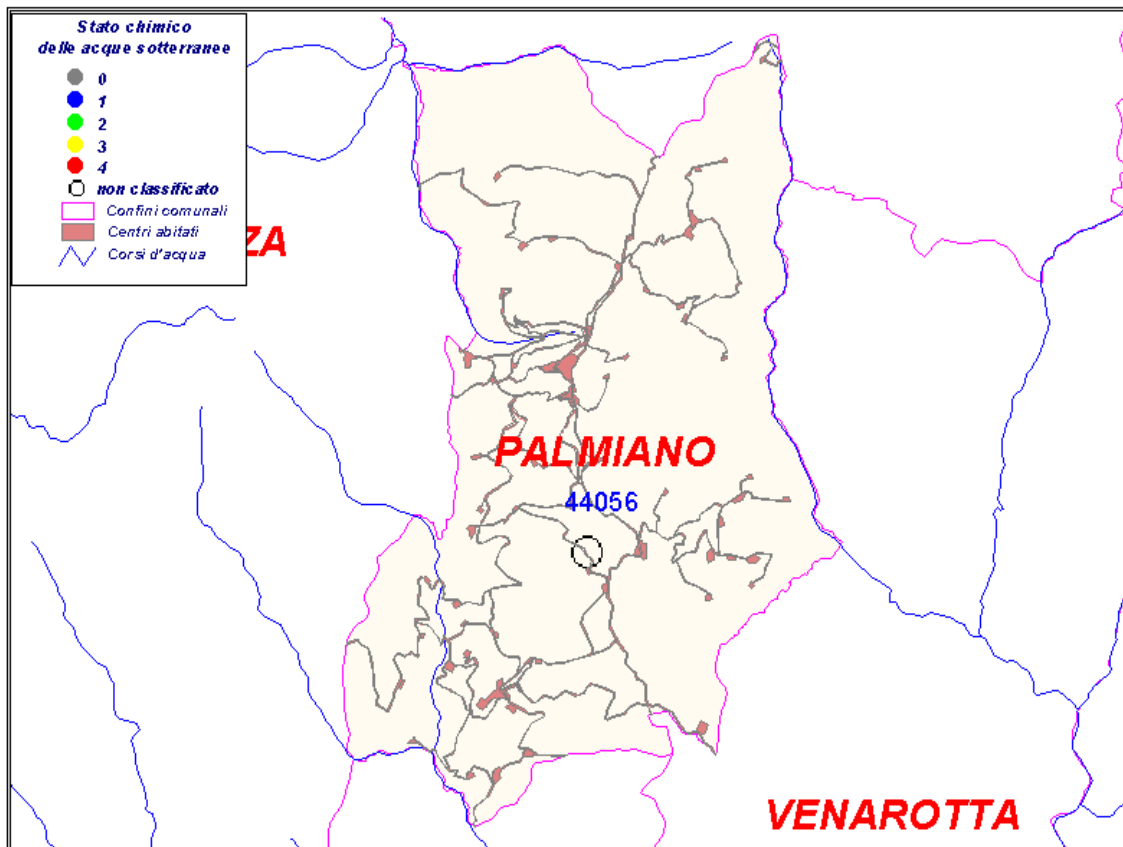 Stato chimico
delle acque sotterranee
0
1
2
3
4
non classificato
Confini comunali
Centri abitati
Corsi d'acqua
ZA
PALMIANO
44056
VENAROTTA